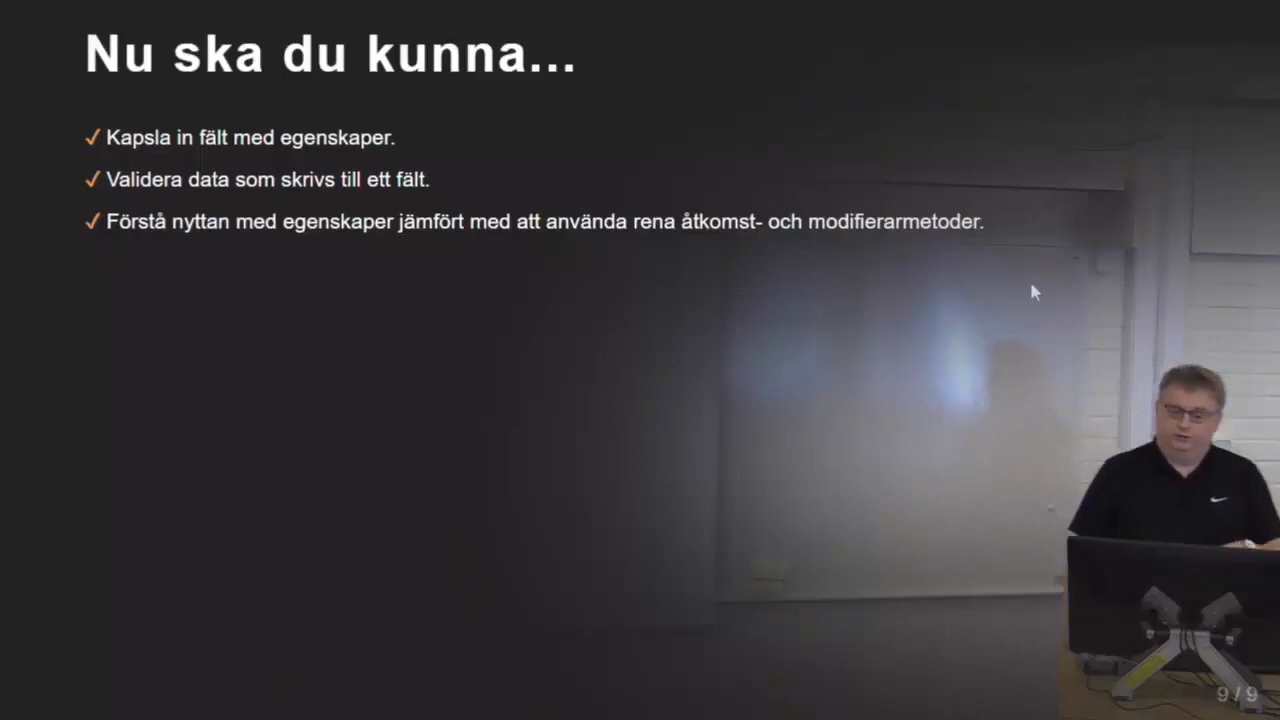 Nu ska du kunna...
✓ Kapsla in fält med egenskaper.
✓ Validera data som skrivs till ett fält.
✓ Förstå nyttan med egenskaper jämfört med att använda rena åtkomst- och modifierarmetoder.
9 / 9